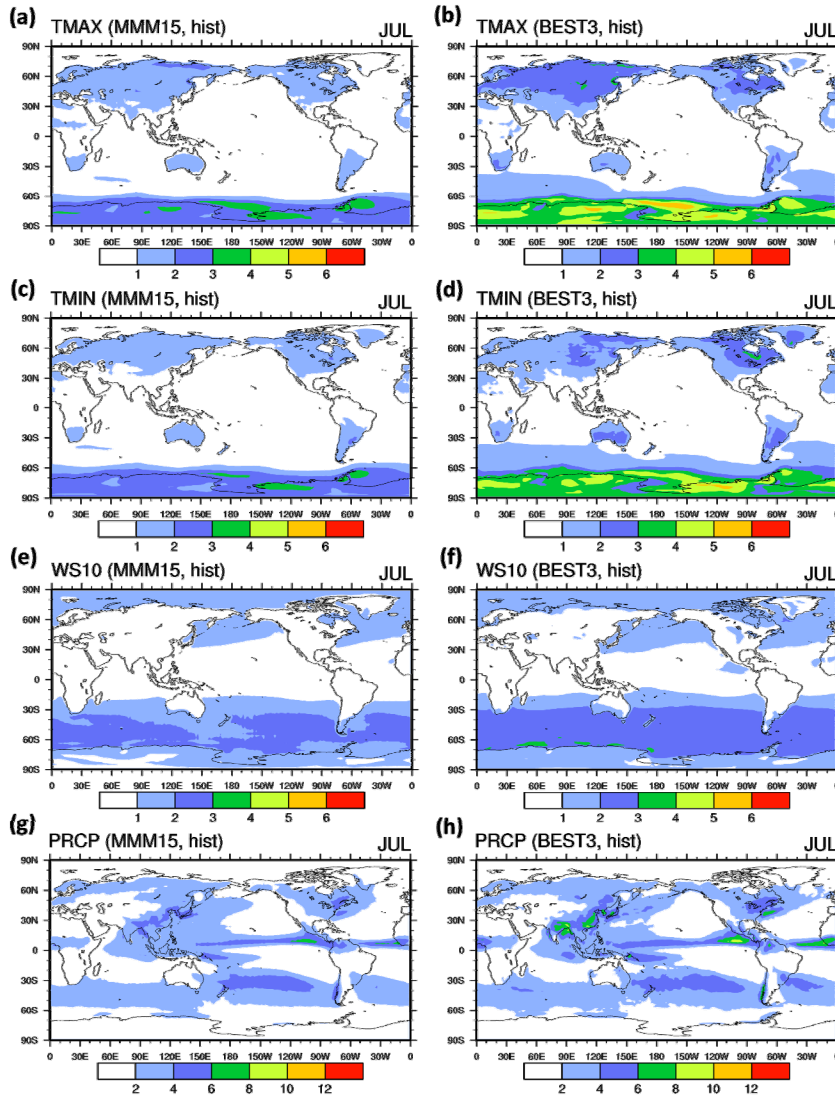 (a) TMAX (MMM15, hist) JUL
90N
60N
30N
0
30S
60S
90S
0 30E 60E 90E 120E 150E 180 150W 120W 90W 60W 30W 0
1 2 3 4 5 6
(b) TMAX (BEST3, hist) JUL
90N
60N
30N
0
30S
60S
90S
0 30E 60E 90E 120E 150E 180 150W 120W 90W 60W 30W 0
1 2 3 4 5 6
(c) TMIN (MMM15, hist) JUL
90N
60N
30N
0
30S
60S
90S
0 30E 60E 90E 120E 150E 180 150W 120W 90W 60W 30W 0
1 2 3 4 5 6
(d) TMIN (BEST3, hist) JUL
90N
60N
30N
0
30S
60S
90S
0 30E 60E 90E 120E 150E 180 150W 120W 90W 60W 30W 0
1 2 3 4 5 6
(e) WS10 (MMM15, hist) JUL
90N
60N
30N
0
30S
60S
90S
0 30E 60E 90E 120E 150E 180 150W 120W 90W 60W 30W 0
1 2 3 4 5 6
(f) WS10 (BEST3, hist) JUL
90N
60N
30N
0
30S
60S
90S
0 30E 60E 90E 120E 150E 180 150W 120W 90W 60W 30W 0
1 2 3 4 5 6
(g) PRCP (MMM15, hist) JUL
90N
60N
30N
0
30S
60S
90S
0 30E 60E 90E 120E 150E 180 150W 120W 90W 60W 30W 0
2 4 6 8 10 12
(h) PRCP (BEST3, hist) JUL
90N
60N
30N
0
30S
60S
90S
0 30E 60E 90E 120E 150E 180 150W 120W 90W 60W 30W 0
2 4 6 8 10 12